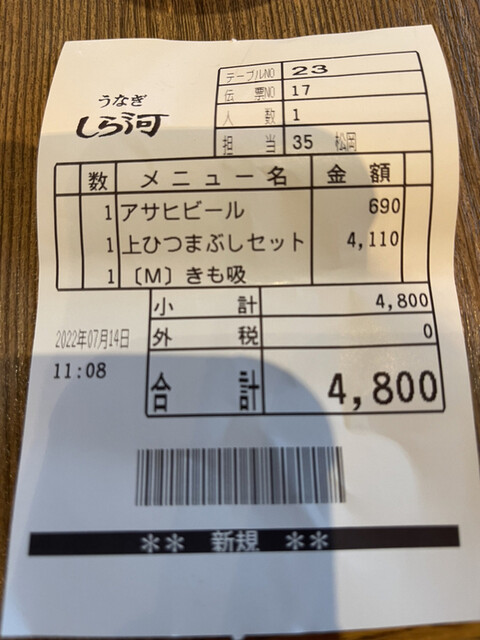 うなぎ
しら河
テーブルNO 23
伝票NO 17
人数 1
担当 35 松岡
数 メニュー名 金額
1 アサヒビール 690
1 上ひつまぶしセット 4,110
1 〔M〕きも吸
小計 4,800
外税 0
2022年07月14日
11:08
合計 4,800
** 新規 **